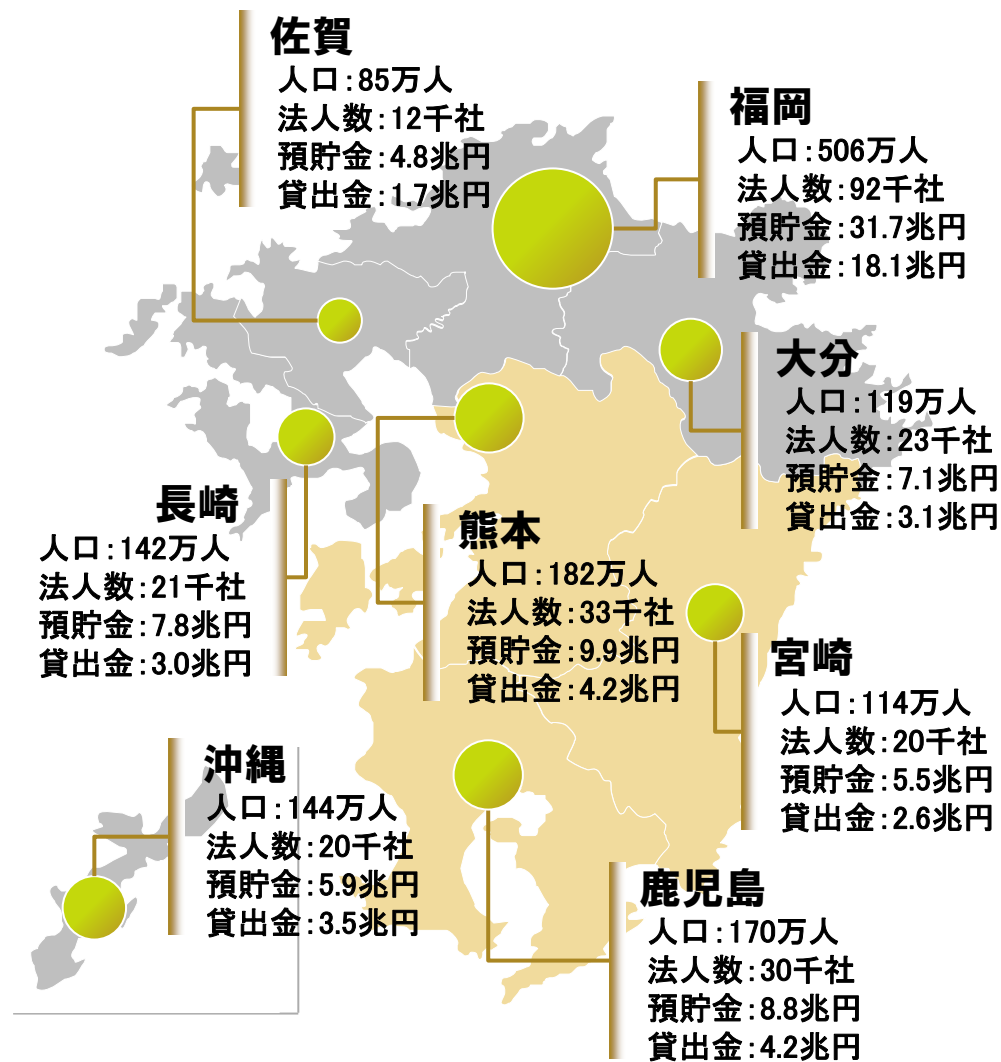 佐賀
人口:85万人
法人数:12千社
預貯金:4.8兆円
貸出金:1.7兆円
福岡
人口:506万人
法人数:92千社
預貯金:31.7兆円
貸出金:18.1兆円
大分
人口:119万人
法人数:23千社
預貯金:7.1兆円
貸出金:3.1兆円
長崎
人口:142万人
法人数:21千社
預貯金:7.8兆円
貸出金:3.0兆円
熊本
人口:182万人
法人数:33千社
預貯金:9.9兆円
貸出金:4.2兆円
宮崎
人口:114万人
法人数:20千社
預貯金:5.5兆円
貸出金:2.6兆円
沖縄
人口:144万人
法人数:20千社
預貯金:5.9兆円
貸出金:3.5兆円
鹿児島
人口:170万人
法人数:30千社
預貯金:8.8兆円
貸出金:4.2兆円